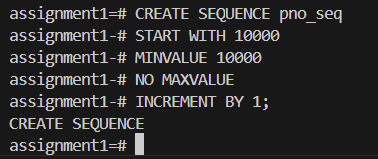 assignment1=# CREATE SEQUENCE pno_seq
assignment1-# START WITH 10000
assignment1-# MINVALUE 10000
assignment1-# NO MAXVALUE
assignment1-# INCREMENT BY 1;
CREATE SEQUENCE
assignment1=#